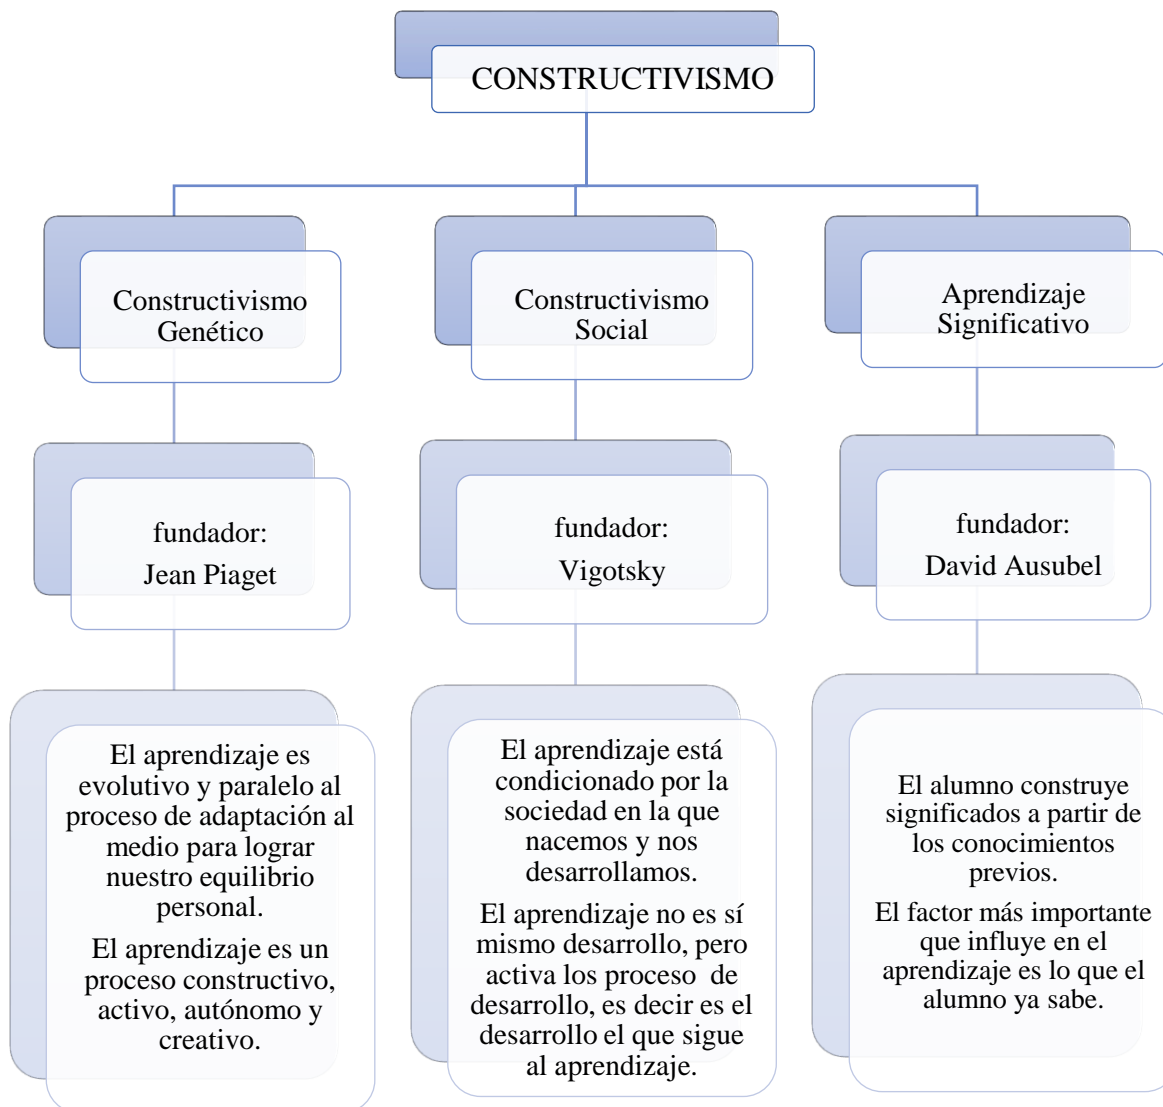 CONSTRUCTIVISMO
Constructivismo
Genético
Constructivismo
Social
Aprendizaje
Significativo
fundador:
Jean Piaget
fundador:
Vigotsky
fundador:
David Ausubel
El aprendizaje es
evolutivo y paralelo al
proceso de adaptación al
medio para lograr
nuestro equilibrio
personal.
El aprendizaje es un
proceso constructivo,
activo, autónomo y
creativo.
El aprendizaje está
condicionado por la
sociedad en la que
nacemos y nos
desarrollamos.
El aprendizaje no es sí
mismo desarrollo, pero
activa los proceso  de
desarrollo, es decir es el
desarrollo el que sigue
al aprendizaje.
El alumno construye
significados a partir de
los conocimientos
previos.
El factor más importante
que influye en el
aprendizaje es lo que el
alumno ya sabe.